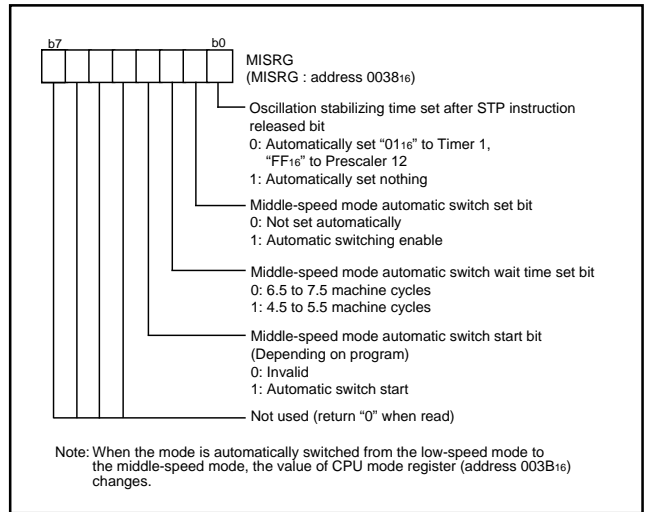 b7 b0
MISRG
(MISRG : address 003816)
Oscillation stabilizing time set after STP instruction
released bit
0: Automatically set “0116” to Timer 1,
“FF16” to Prescaler 12
1: Automatically set nothing
Middle-speed mode automatic switch set bit
0: Not set automatically
1: Automatic switching enable
Middle-speed mode automatic switch wait time set bit
0: 6.5 to 7.5 machine cycles
1: 4.5 to 5.5 machine cycles
Middle-speed mode automatic switch start bit
(Depending on program)
0: Invalid
1: Automatic switch start
Not used (return “0” when read)
Note: When the mode is automatically switched from the low-speed mode to
the middle-speed mode, the value of CPU mode register (address 003B16)
changes.